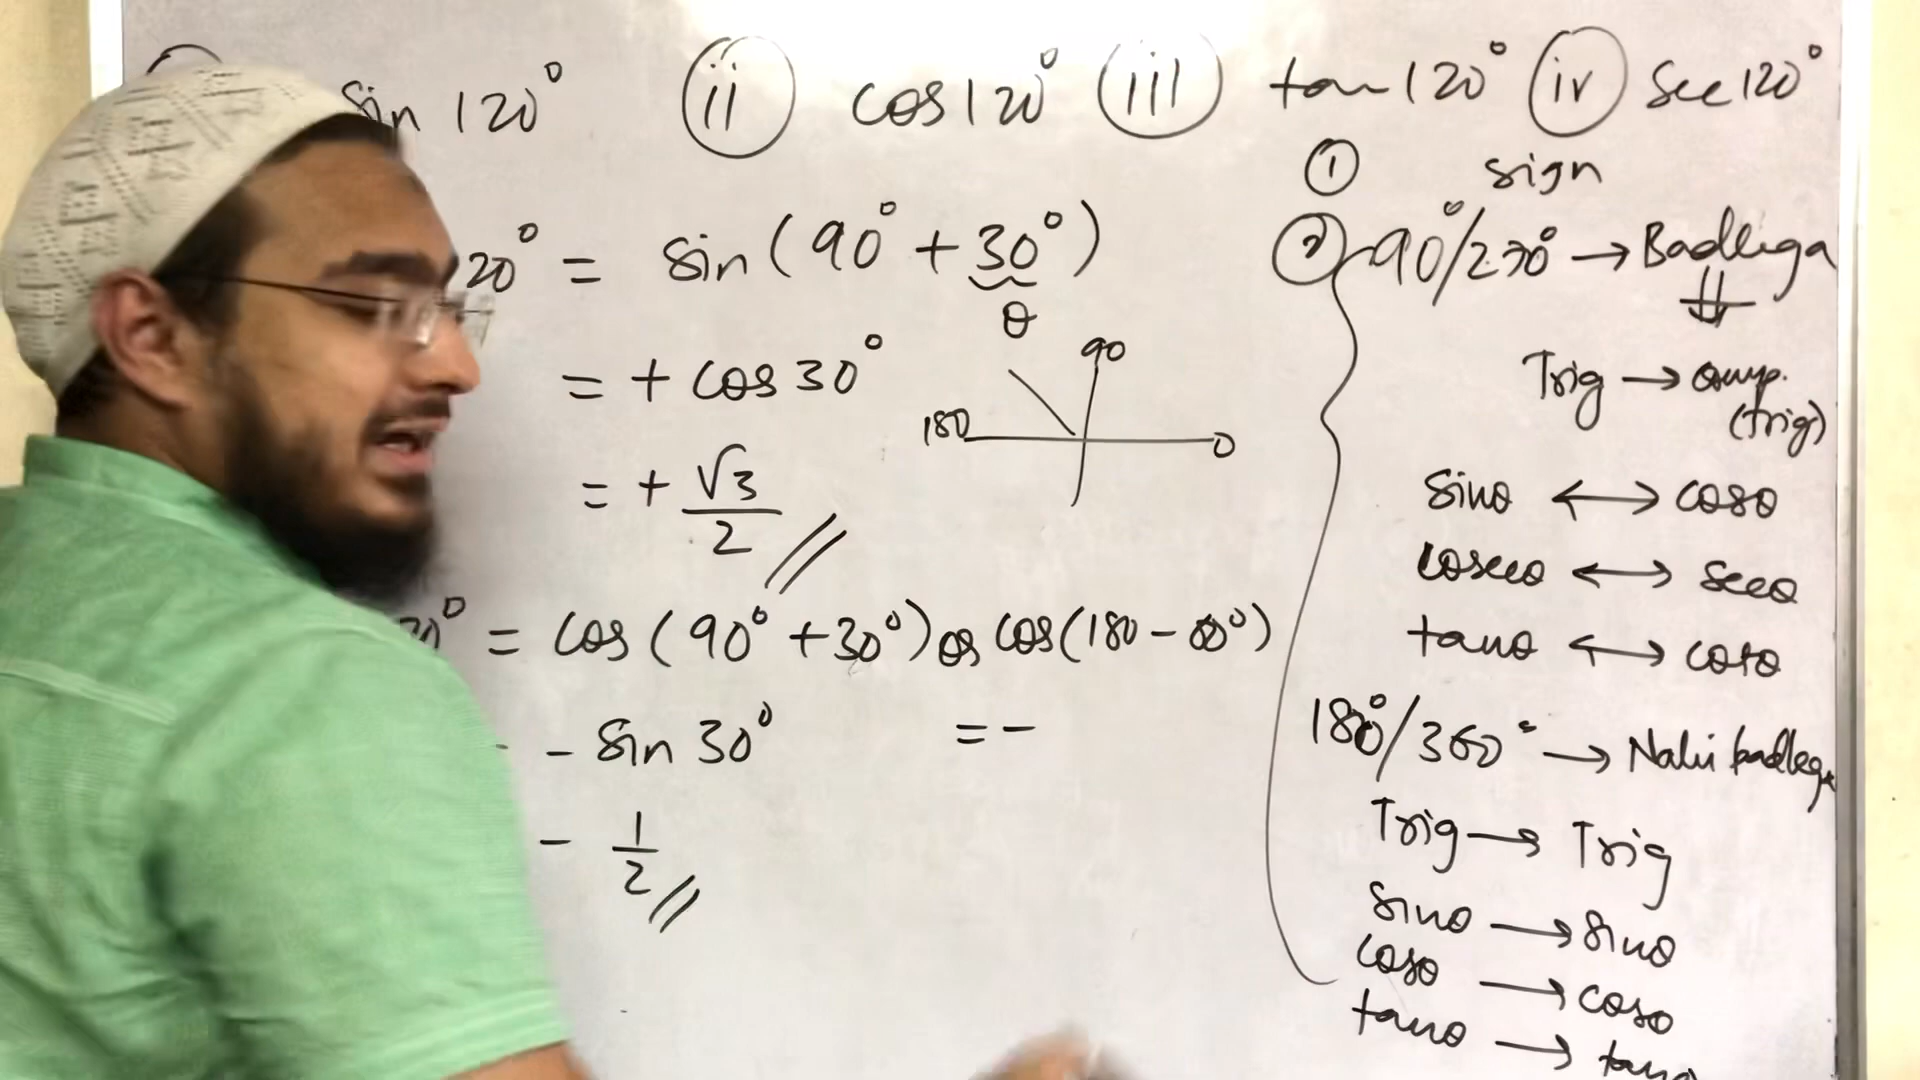 sin 120° (ii) cos 120° (iii) tan 120° (iv) sec 120°
20° = sin (90° + 30°)
θ
= + cos 30°
= + √3/2 //
90
180 0
20° = cos (90° + 30°) or cos (180 - 60°)
- sin 30° = -
- 1/2 //
① sign
② 90°/270° → Badlega
Trig → comp. (trig)
sinθ ↔ cosθ
cosecθ ↔ secθ
tanθ ↔ cotθ
180°/360° → Nahi badlega
Trig → Trig
sinθ → sinθ
cosθ → cosθ
tanθ → tanθ